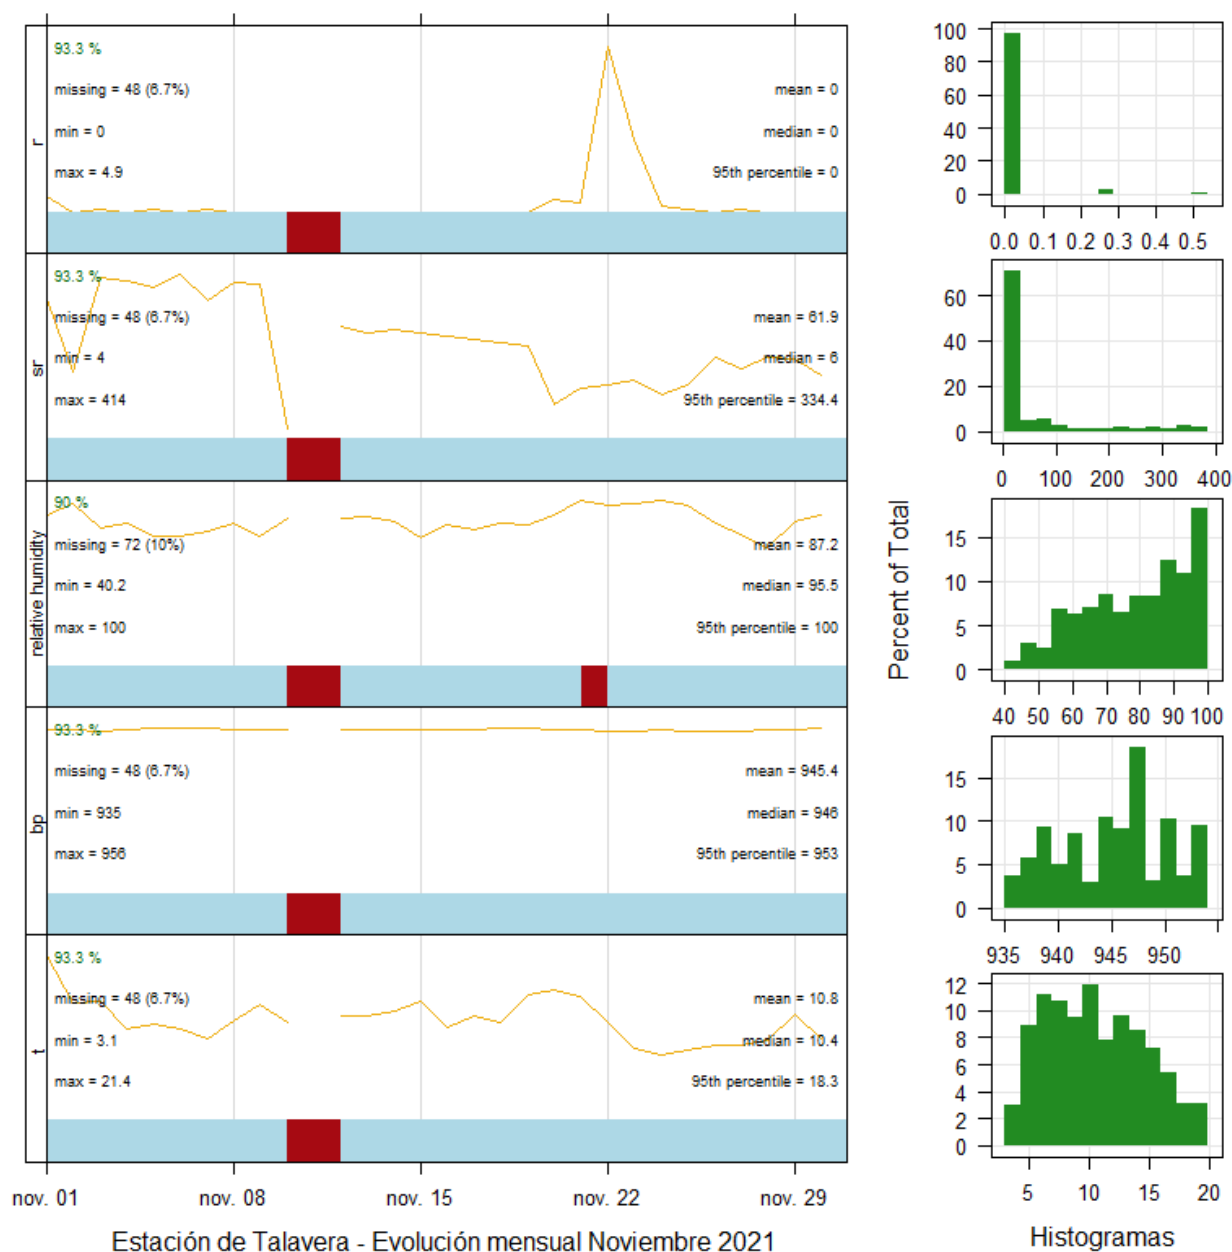 r
93.3 %
missing = 48 (6.7%)
min = 0
max = 4.9
mean = 0
median = 0
95th percentile = 0
sr
93.3 %
missing = 48 (6.7%)
min = 4
max = 414
mean = 61.9
median = 6
95th percentile = 334.4
relative humidity
90 %
missing = 72 (10%)
min = 40.2
max = 100
mean = 87.2
median = 95.5
95th percentile = 100
bp
93.3 %
missing = 48 (6.7%)
min = 935
max = 956
mean = 945.4
median = 946
95th percentile = 953
t
93.3 %
missing = 48 (6.7%)
min = 3.1
max = 21.4
mean = 10.8
median = 10.4
95th percentile = 18.3
nov. 01 nov. 08 nov. 15 nov. 22 nov. 29
Estación de Talavera - Evolución mensual Noviembre 2021
Percent of Total
100
80
60
40
20
0
0.0 0.1 0.2 0.3 0.4 0.5
60
40
20
0
0 100 200 300 400
15
10
5
0
40 50 60 70 80 90 100
15
10
5
0
935 940 945 950
12
10
8
6
4
2
0
5 10 15 20
Histogramas